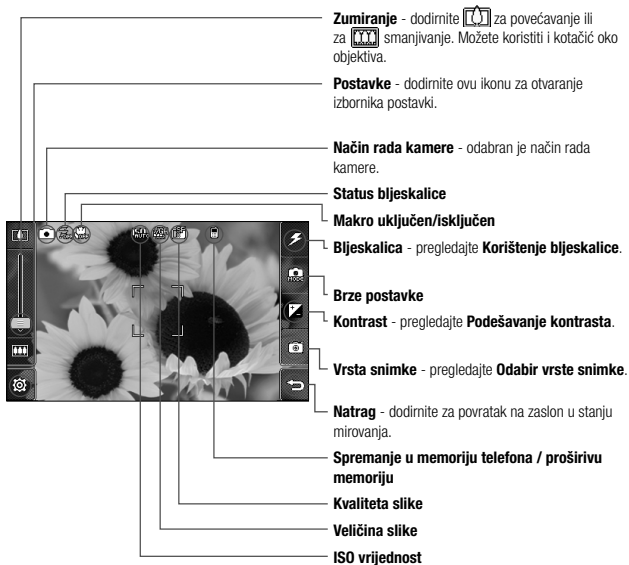 Zumiranje - dodirnite za povećavanje ili
za smanjivanje. Možete koristiti i kotačić oko
objektiva.
Postavke - dodirnite ovu ikonu za otvaranje
izbornika postavki.
Način rada kamere - odabran je način rada
kamere.
Status bljeskalice
Makro uključen/isključen
Bljeskalica - pregledajte Korištenje bljeskalice.
Brze postavke
Kontrast - pregledajte Podešavanje kontrasta.
Vrsta snimke - pregledajte Odabir vrste snimke.
Natrag - dodirnite za povratak na zaslon u stanju
mirovanja.
Spremanje u memoriju telefona / proširivu
memoriju
Kvaliteta slike
Veličina slike
ISO vrijednost
ISO
AUTO
MODE